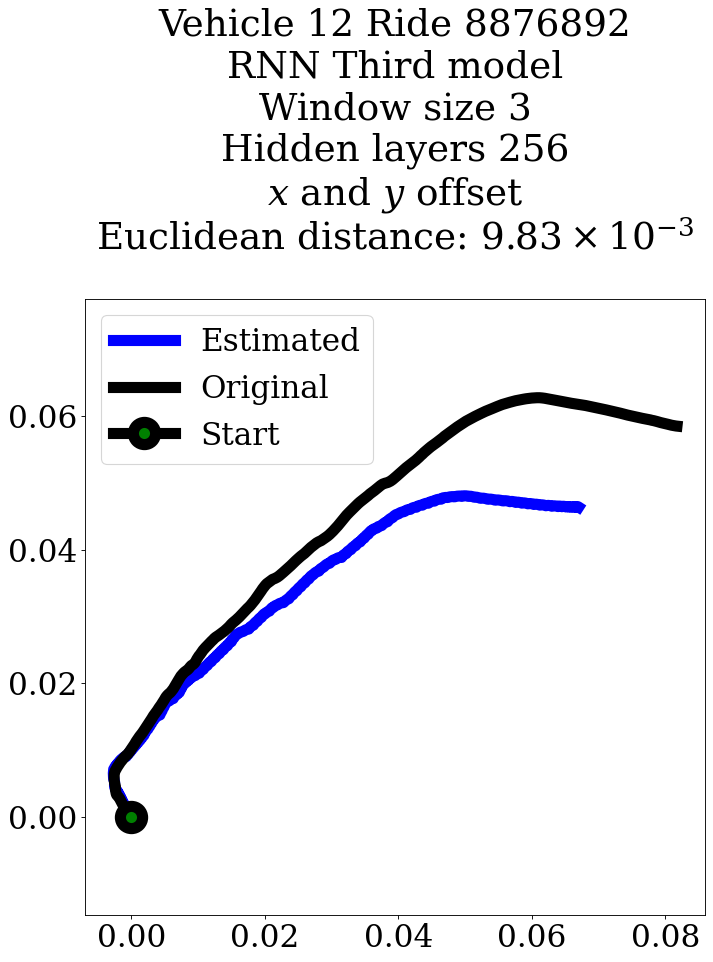 Vehicle 12 Ride 8876892
RNN Third model
Window size 3
Hidden layers 256
x and y offset
Euclidean distance: 9.83 × 10⁻³
Estimated
Original
Start
0.06
0.04
0.02
0.00
0.00 0.02 0.04 0.06 0.08